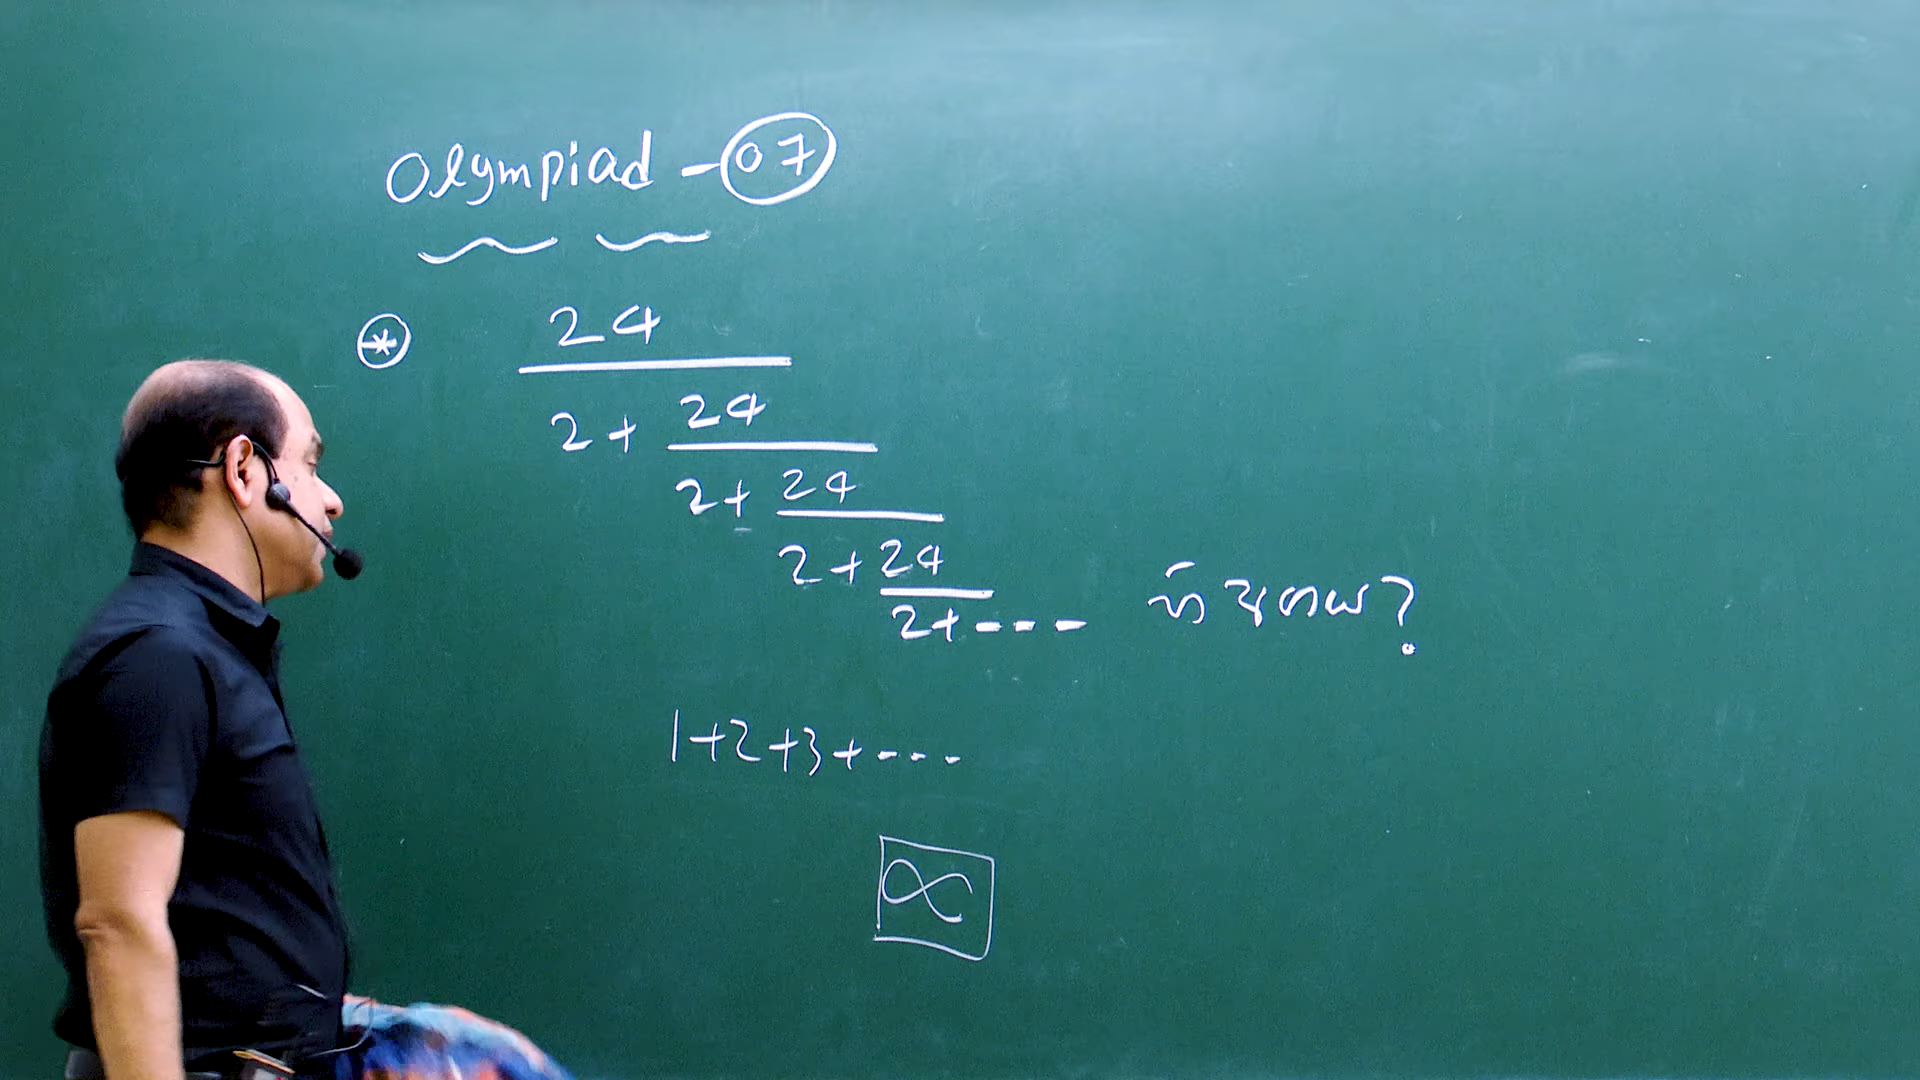 Olympiad - 07
24
2 + 24
2 + 24
2 + 24
2 + - - -
1 + 2 + 3 + - - -
∝